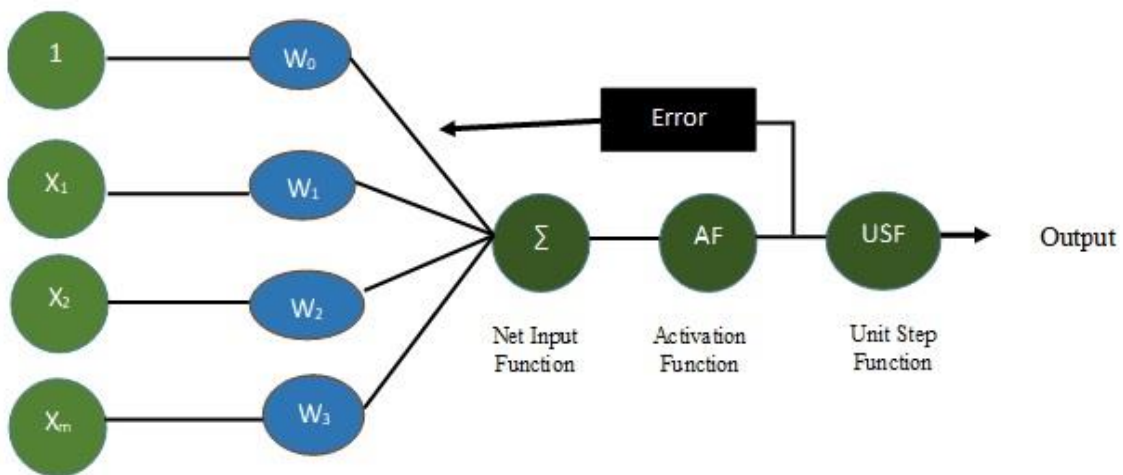 1
W₀
Error
X₁
W₁
Σ
AF
USF
Output
X₂
W₂
Net Input
Function
Activation
Function
Unit Step
Function
Xₘ
W₃